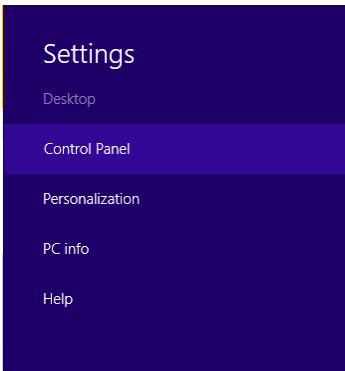 Settings
Desktop
Control Panel
Personalization
PC info
Help